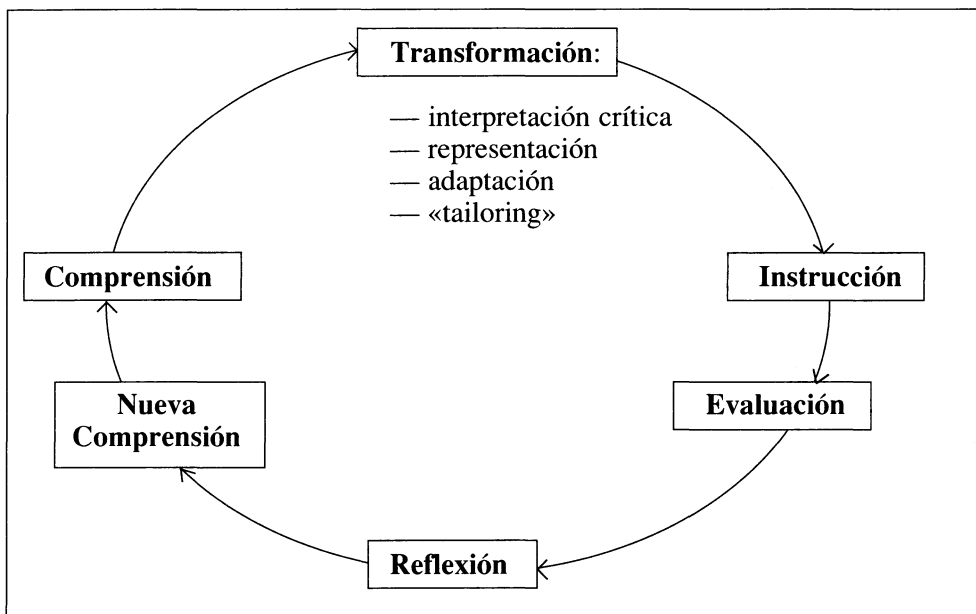 Transformación:
— interpretación crítica
— representación
— adaptación
— «tailoring»
Comprensión
Instrucción
Nueva
Comprensión
Evaluación
Reflexión